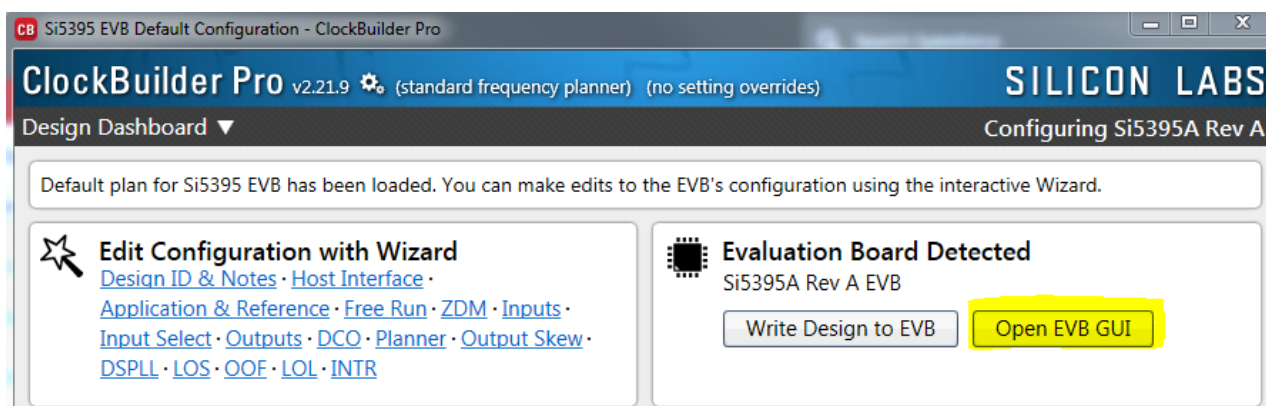 CB Si5395 EVB Default Configuration - ClockBuilder Pro
ClockBuilder Pro v2.21.9 (standard frequency planner) (no setting overrides) SILICON LABS
Design Dashboard ▼ Configuring Si5395A Rev A
Default plan for Si5395 EVB has been loaded. You can make edits to the EVB's configuration using the interactive Wizard.
Edit Configuration with Wizard
Design ID & Notes · Host Interface ·
Application & Reference · Free Run · ZDM · Inputs ·
Input Select · Outputs · DCO · Planner · Output Skew ·
DSPLL · LOS · OOF · LOL · INTR
Evaluation Board Detected
Si5395A Rev A EVB
Write Design to EVB Open EVB GUI